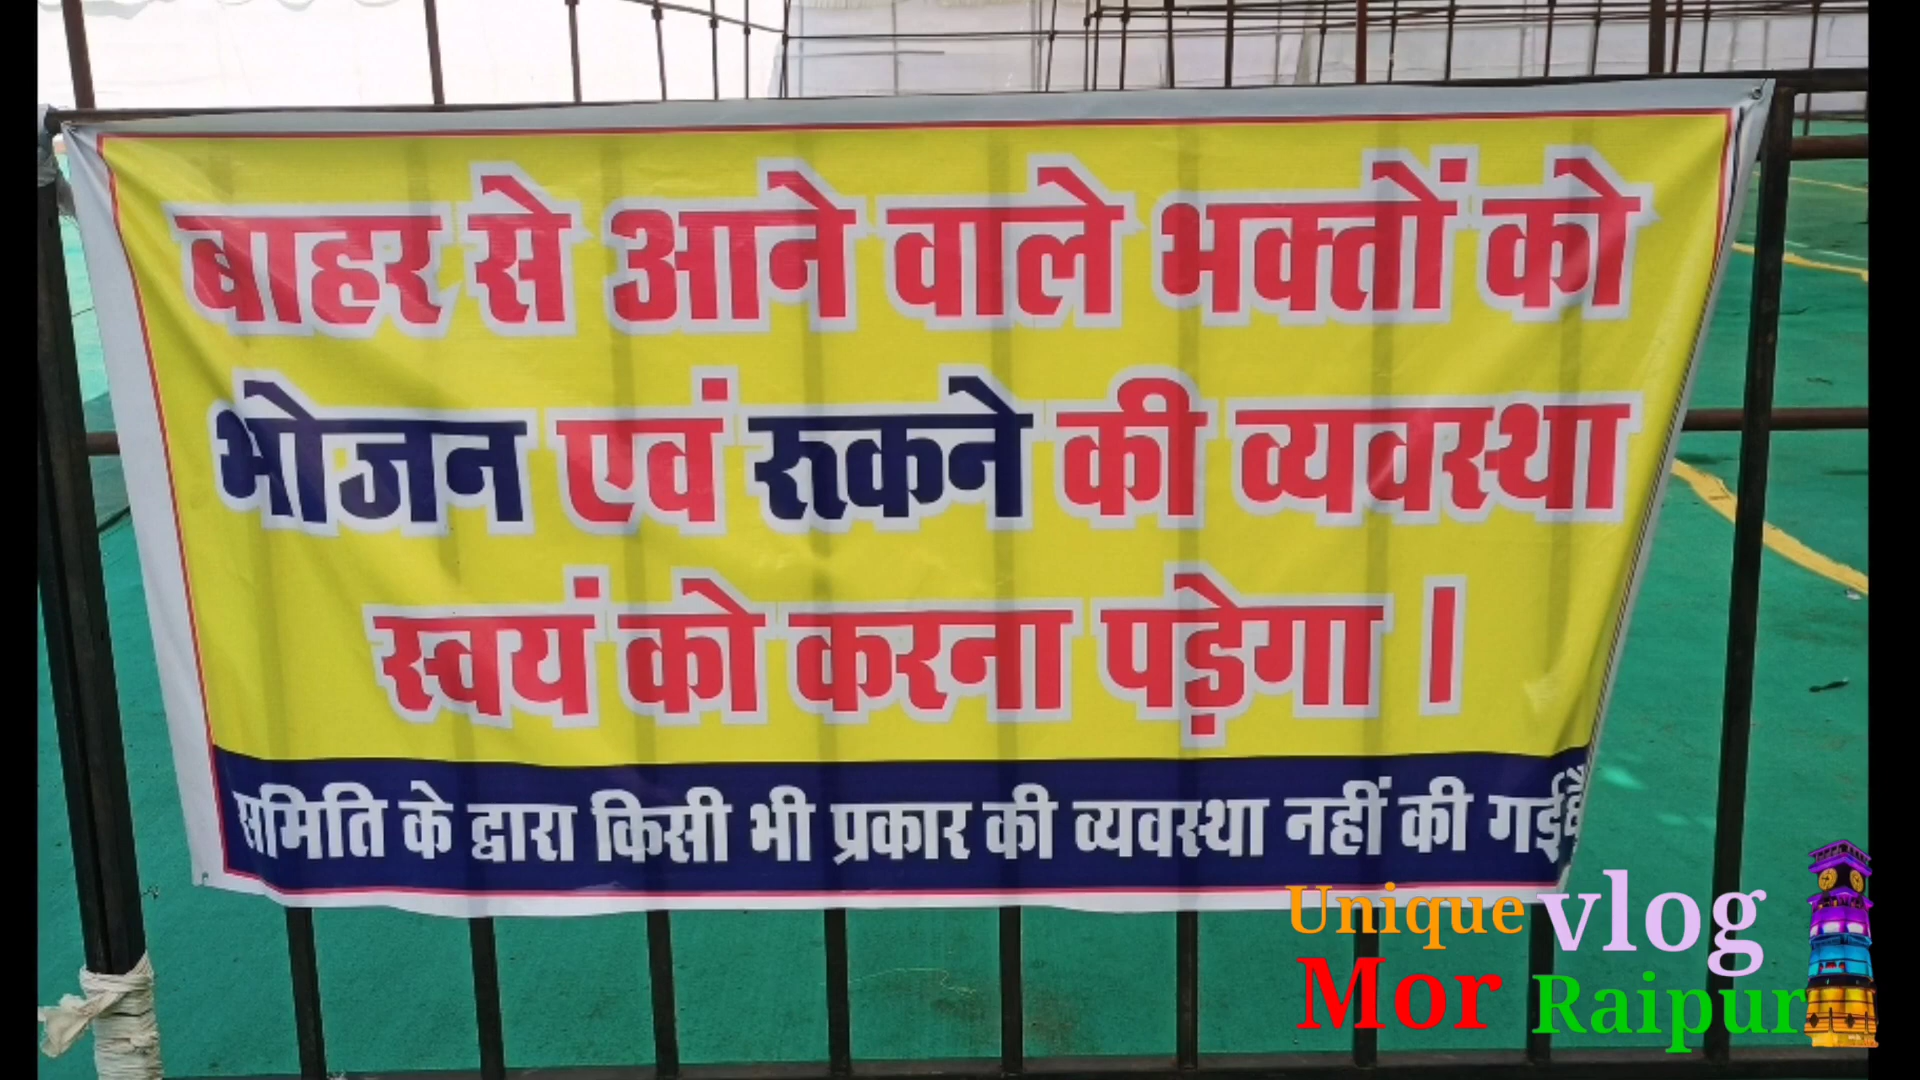 बाहर से आने वाले भक्तों को
भोजन एवं रूकने की व्यवस्था
स्वयं को करना पड़ेगा ।
समिति के द्वारा किसी भी प्रकार की व्यवस्था नहीं की गई है
Unique vlog
Mor Raipur